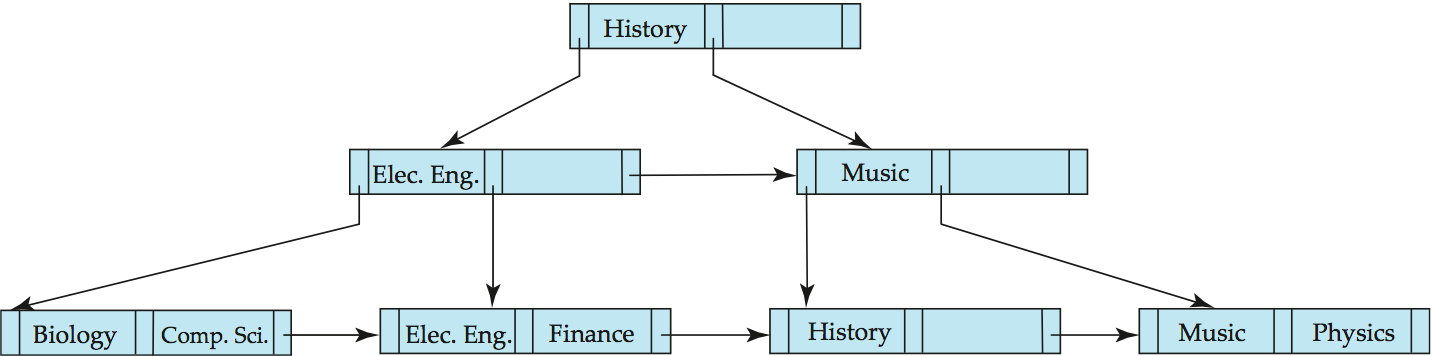 History
Elec. Eng.
Music
Biology Comp. Sci. Elec. Eng. Finance History Music Physics